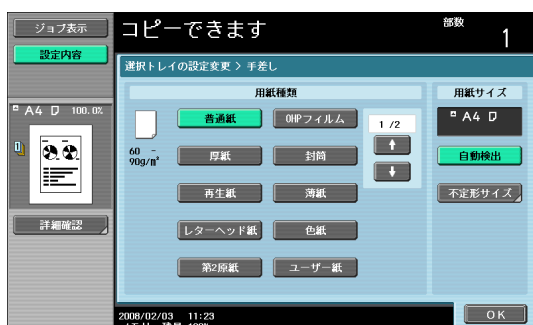 ジョブ表示
設定内容
コピーできます
部数
1
選択トレイの設定変更 > 手差し
用紙種類
用紙サイズ
A4 100.0%
普通紙
OHPフィルム
1 /2
A4
60 -
90g/m²
厚紙
封筒
自動検出
再生紙
薄紙
不定形サイズ
詳細確認
レターヘッド紙
色紙
第2原紙
ユーザー紙
2008/02/03 11:23
OK